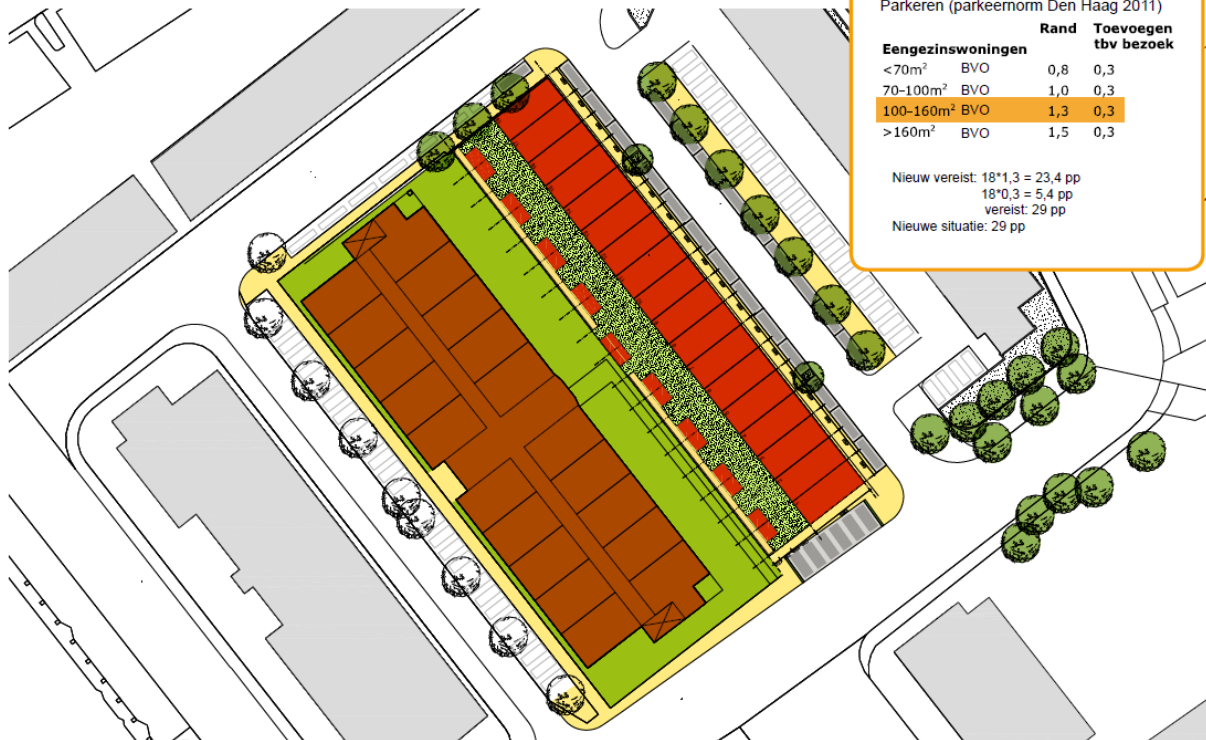 Parkeren (parkeernorm Den Haag 2011)
Rand Toevoegen
tbv bezoek
Eengezinswoningen
<70m² BVO 0,8 0,3
70-100m² BVO 1,0 0,3
100-160m² BVO 1,3 0,3
>160m² BVO 1,5 0,3
Nieuw vereist: 18*1,3 = 23,4 pp
18*0,3 = 5,4 pp
vereist: 29 pp
Nieuwe situatie: 29 pp